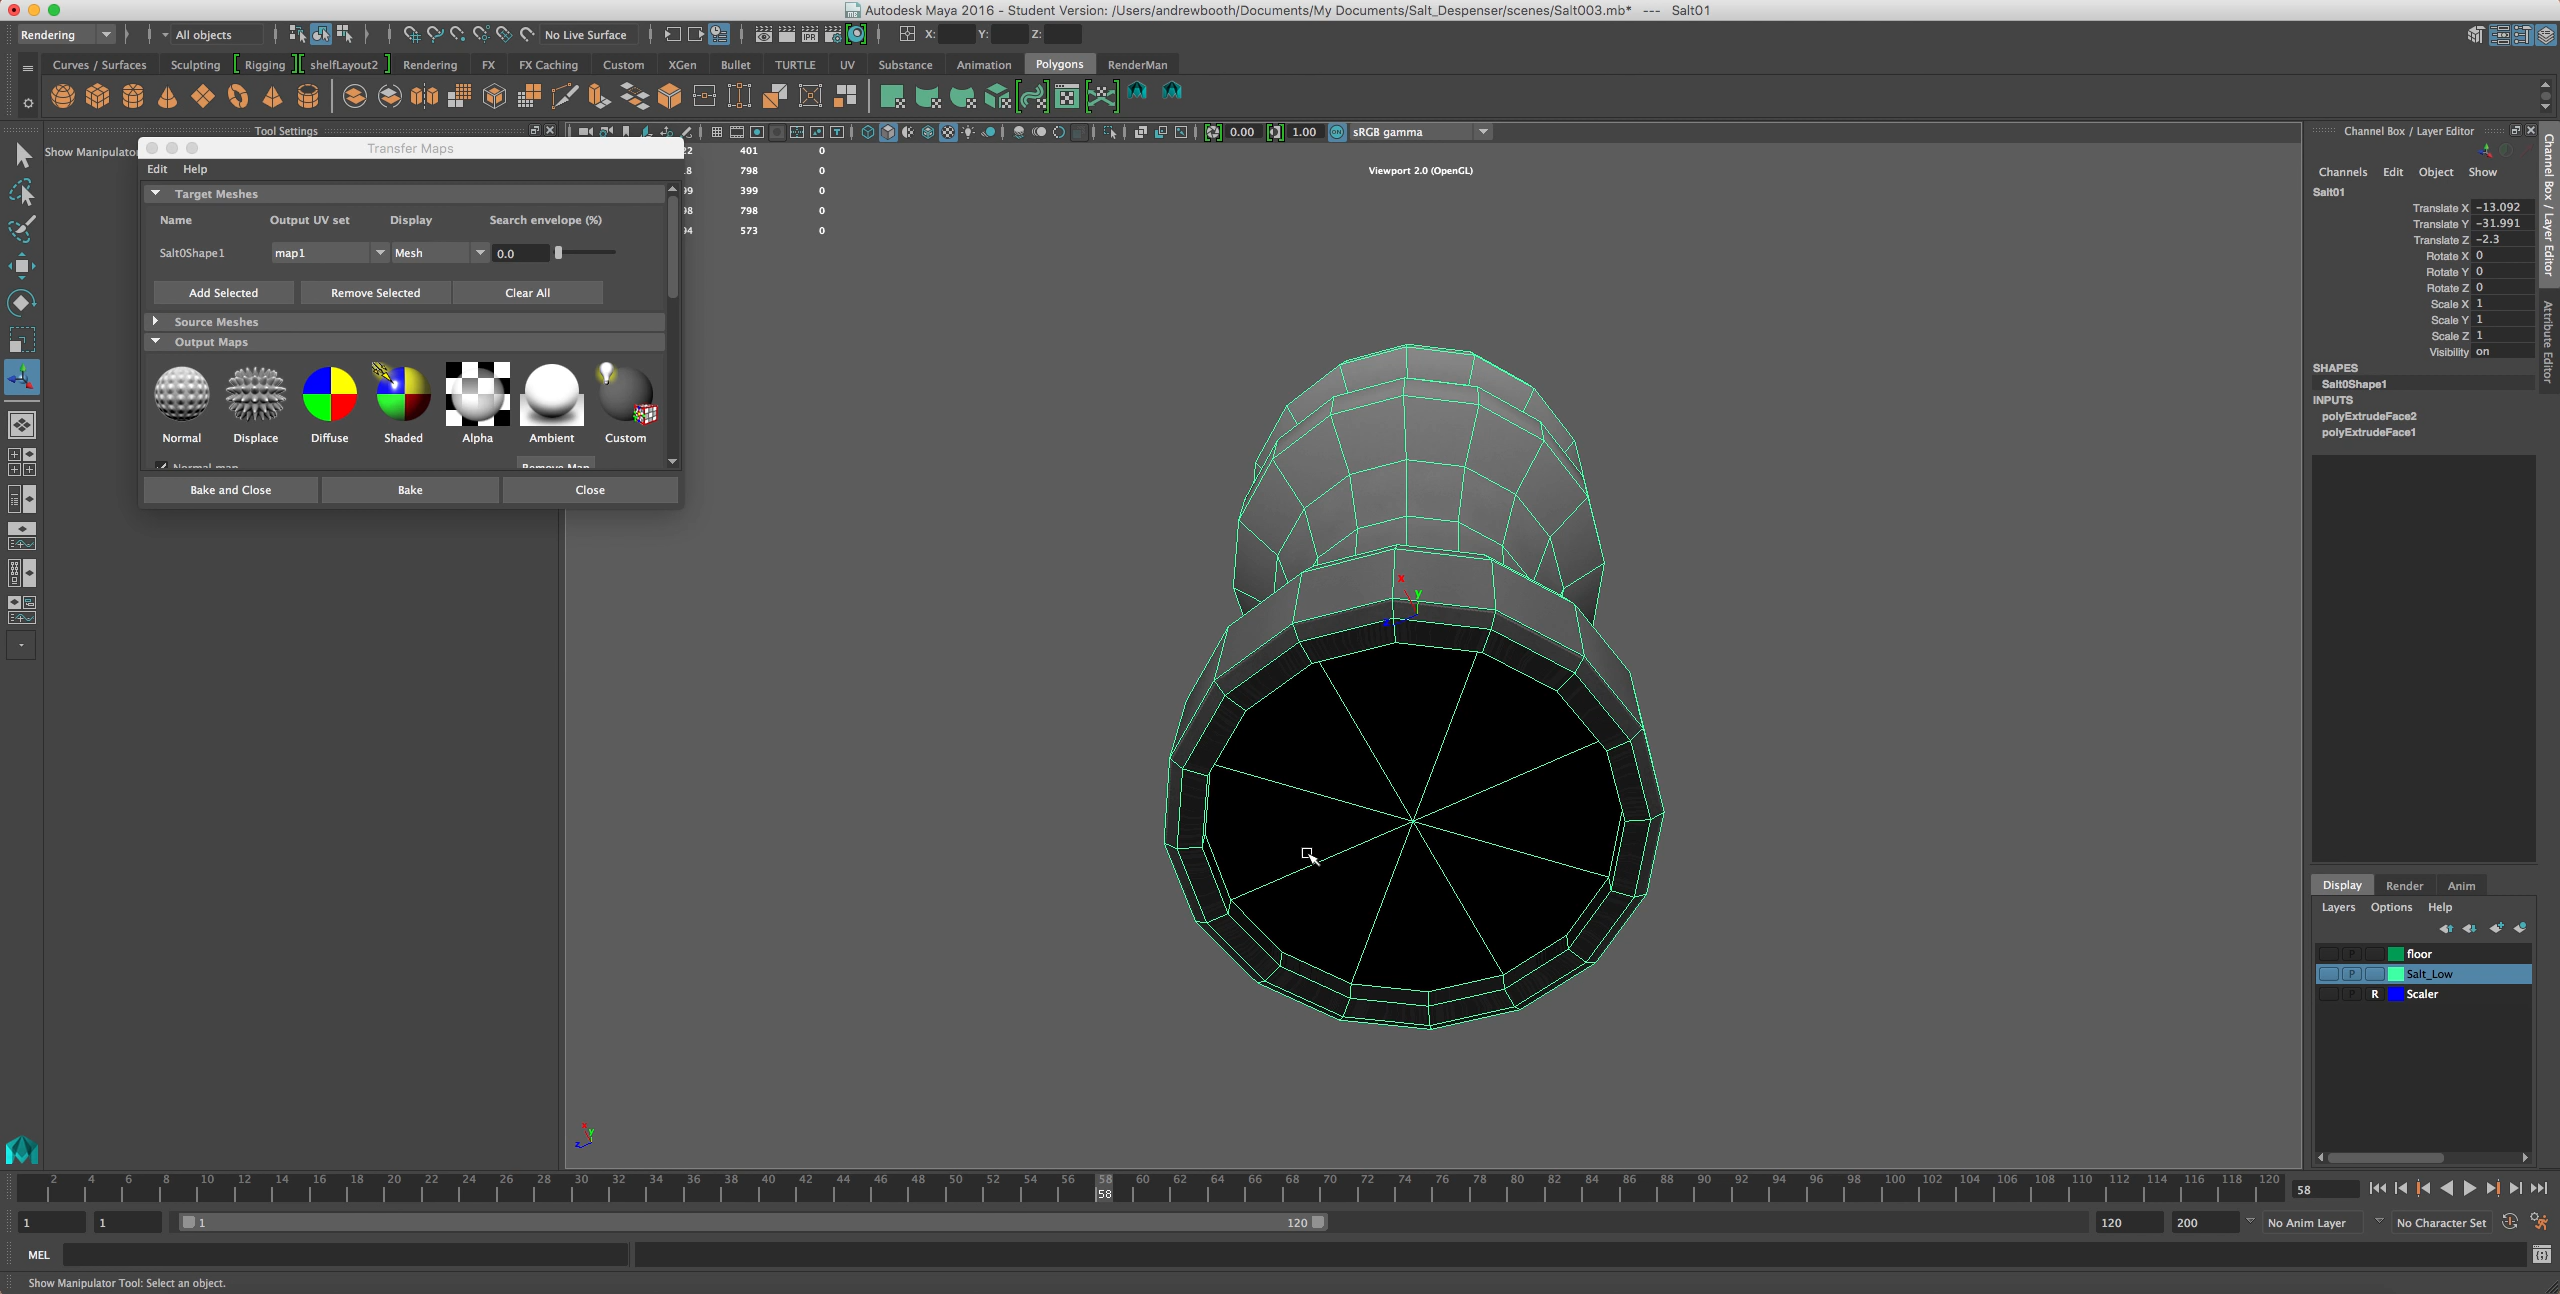 Autodesk Maya 2016 - Student Version: /Users/andrewbooth/Documents/My Documents/Salt_Despenser/scenes/Salt003.mb* --- Salt01
Rendering All objects No Live Surface X: Y: Z:
Curves / Surfaces Sculpting Rigging shelfLayout2 Rendering FX FX Caching Custom XGen Bullet TURTLE UV Substance Animation Polygons RenderMan
Tool Settings
0.00 1.00 ON sRGB gamma
Channel Box / Layer Editor
Show Manipulator
Transfer Maps
Edit Help
Target Meshes
Name Output UV set Display Search envelope (%)
Salt0Shape1 map1 Mesh 0.0
Add Selected Remove Selected Clear All
Source Meshes
Output Maps
Normal Displace Diffuse Shaded Alpha Ambient Custom
Normal map Remove Map
Bake and Close Bake Close
401 0
798 0
399 0
798 0
573 0
Viewport 2.0 (OpenGL)
x
y
x
y
z
Channels Edit Object Show
Salt01
Translate X -13.092
Translate Y -31.991
Translate Z -2.3
Rotate X 0
Rotate Y 0
Rotate Z 0
Scale X 1
Scale Y 1
Scale Z 1
Visibility on
SHAPES
Salt0Shape1
INPUTS
polyExtrudeFace2
polyExtrudeFace1
Channel Box / Layer Editor
Attribute Editor
Display Render Anim
Layers Options Help
P floor
P Salt_Low
P R Scaler
2 4 6 8 10 12 14 16 18 20 22 24 26 28 30 32 34 36 38 40 42 44 46 48 50 52 54 56 58 60 62 64 66 68 70 72 74 76 78 80 82 84 86 88 90 92 94 96 98 100 102 104 106 108 110 112 114 116 118 120
58
58
1 1 1 120 120 200 No Anim Layer No Character Set
MEL
Show Manipulator Tool: Select an object.